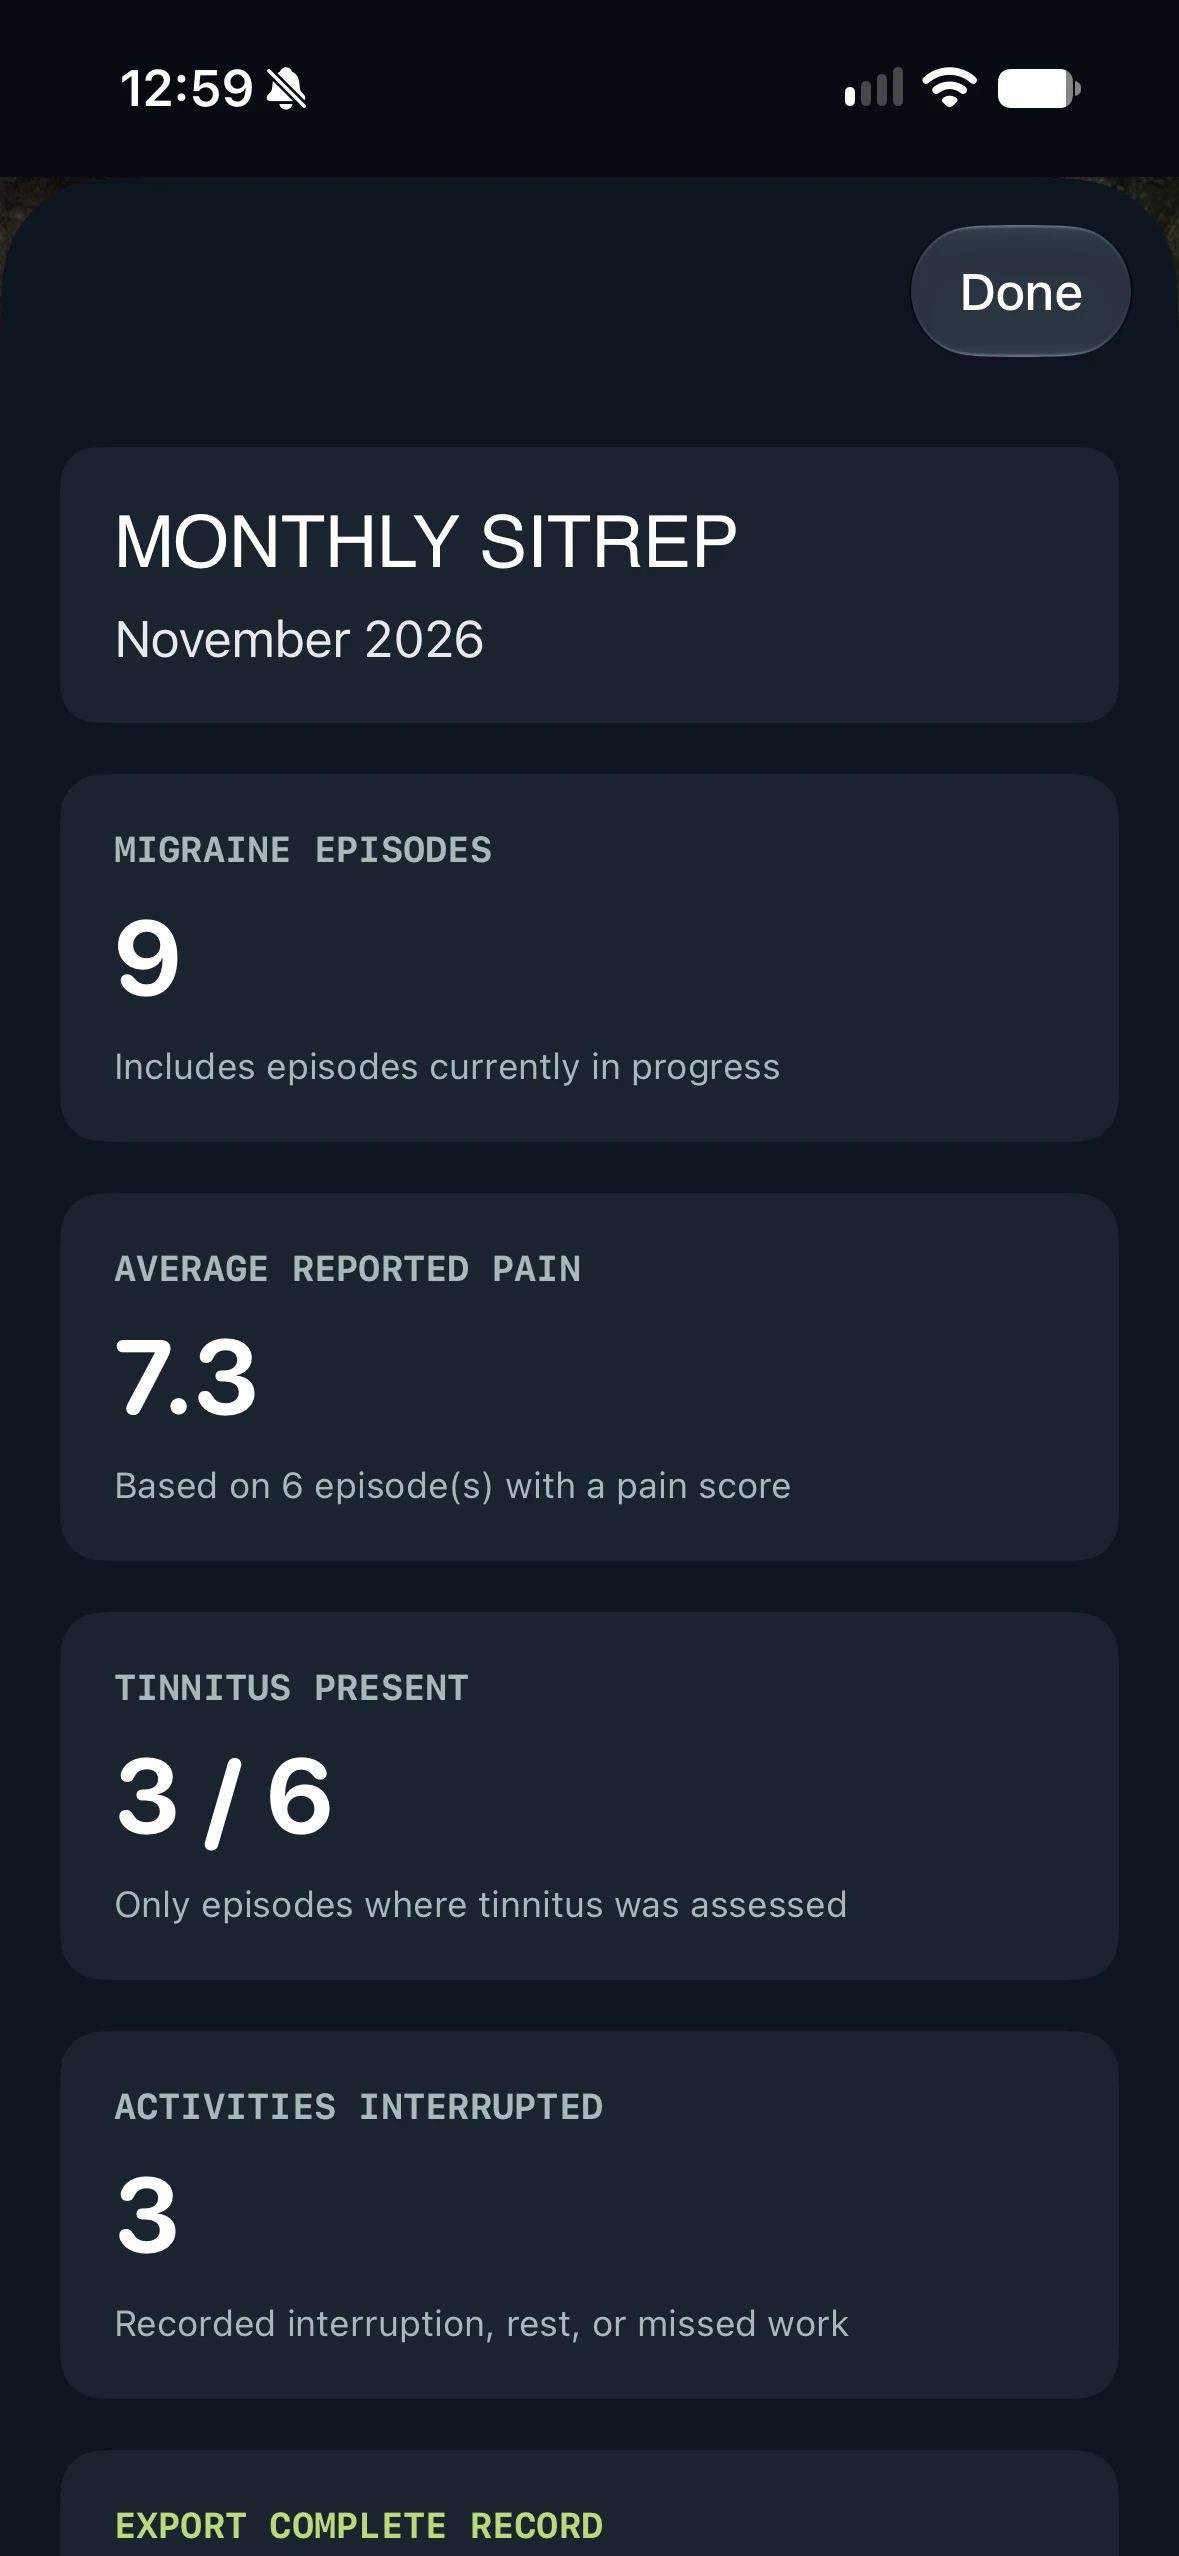 12:59
Done
MONTHLY SITREP
November 2026
MIGRAINE EPISODES
9
Includes episodes currently in progress
AVERAGE REPORTED PAIN
7.3
Based on 6 episode(s) with a pain score
TINNITUS PRESENT
3 / 6
Only episodes where tinnitus was assessed
ACTIVITIES INTERRUPTED
3
Recorded interruption, rest, or missed work
EXPORT COMPLETE RECORD